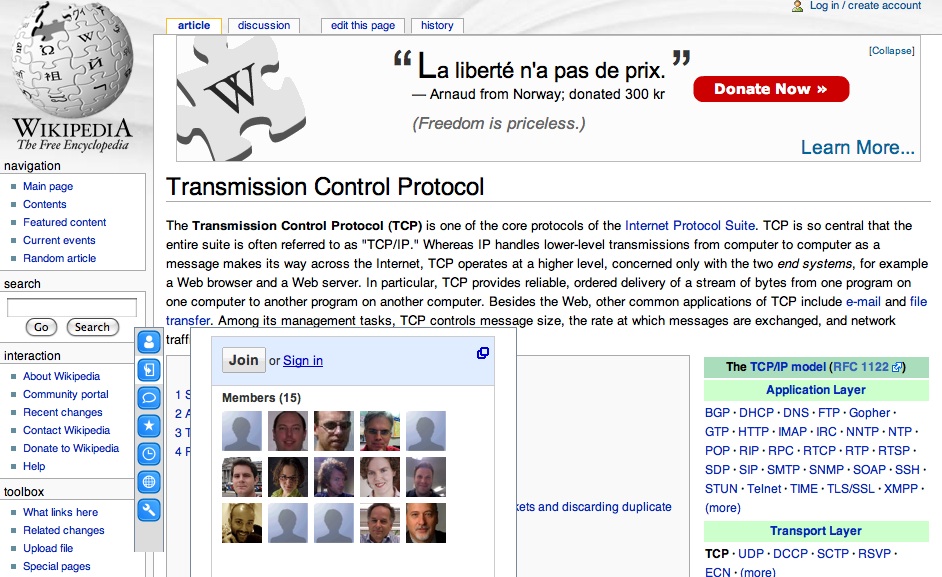 Log in / create account
article
discussion
edit this page
history
[Collapse]
“ La liberté n'a pas de prix. ”
— Arnaud from Norway; donated 300 kr
(Freedom is priceless.)
Donate Now »
Learn More...
W
WIKIPEDIA
The Free Encyclopedia
navigation
Main page
Contents
Featured content
Current events
Random article
search
Go
Search
interaction
About Wikipedia
Community portal
Recent changes
Contact Wikipedia
Donate to Wikipedia
Help
toolbox
What links here
Related changes
Upload file
Special pages
Transmission Control Protocol
The Transmission Control Protocol (TCP) is one of the core protocols of the Internet Protocol Suite. TCP is so central that the
entire suite is often referred to as "TCP/IP." Whereas IP handles lower-level transmissions from computer to computer as a
message makes its way across the Internet, TCP operates at a higher level, concerned only with the two end systems, for example
a Web browser and a Web server. In particular, TCP provides reliable, ordered delivery of a stream of bytes from one program on
one computer to another program on another computer. Besides the Web, other common applications of TCP include e-mail and file
transfer. Among its management tasks, TCP controls message size, the rate at which messages are exchanged, and network
traff
Join or Sign in
Members (15)
1 S
2 A
3 T
4 F
kets and discarding duplicate
The TCP/IP model (RFC 1122)
Application Layer
BGP · DHCP · DNS · FTP · Gopher ·
GTP · HTTP · IMAP · IRC · NNTP · NTP ·
POP · RIP · RPC · RTCP · RTP · RTSP ·
SDP · SIP · SMTP · SNMP · SOAP · SSH ·
STUN · Telnet · TIME · TLS/SSL · XMPP ·
(more)
Transport Layer
TCP · UDP · DCCP · SCTP · RSVP ·
ECN · (more)